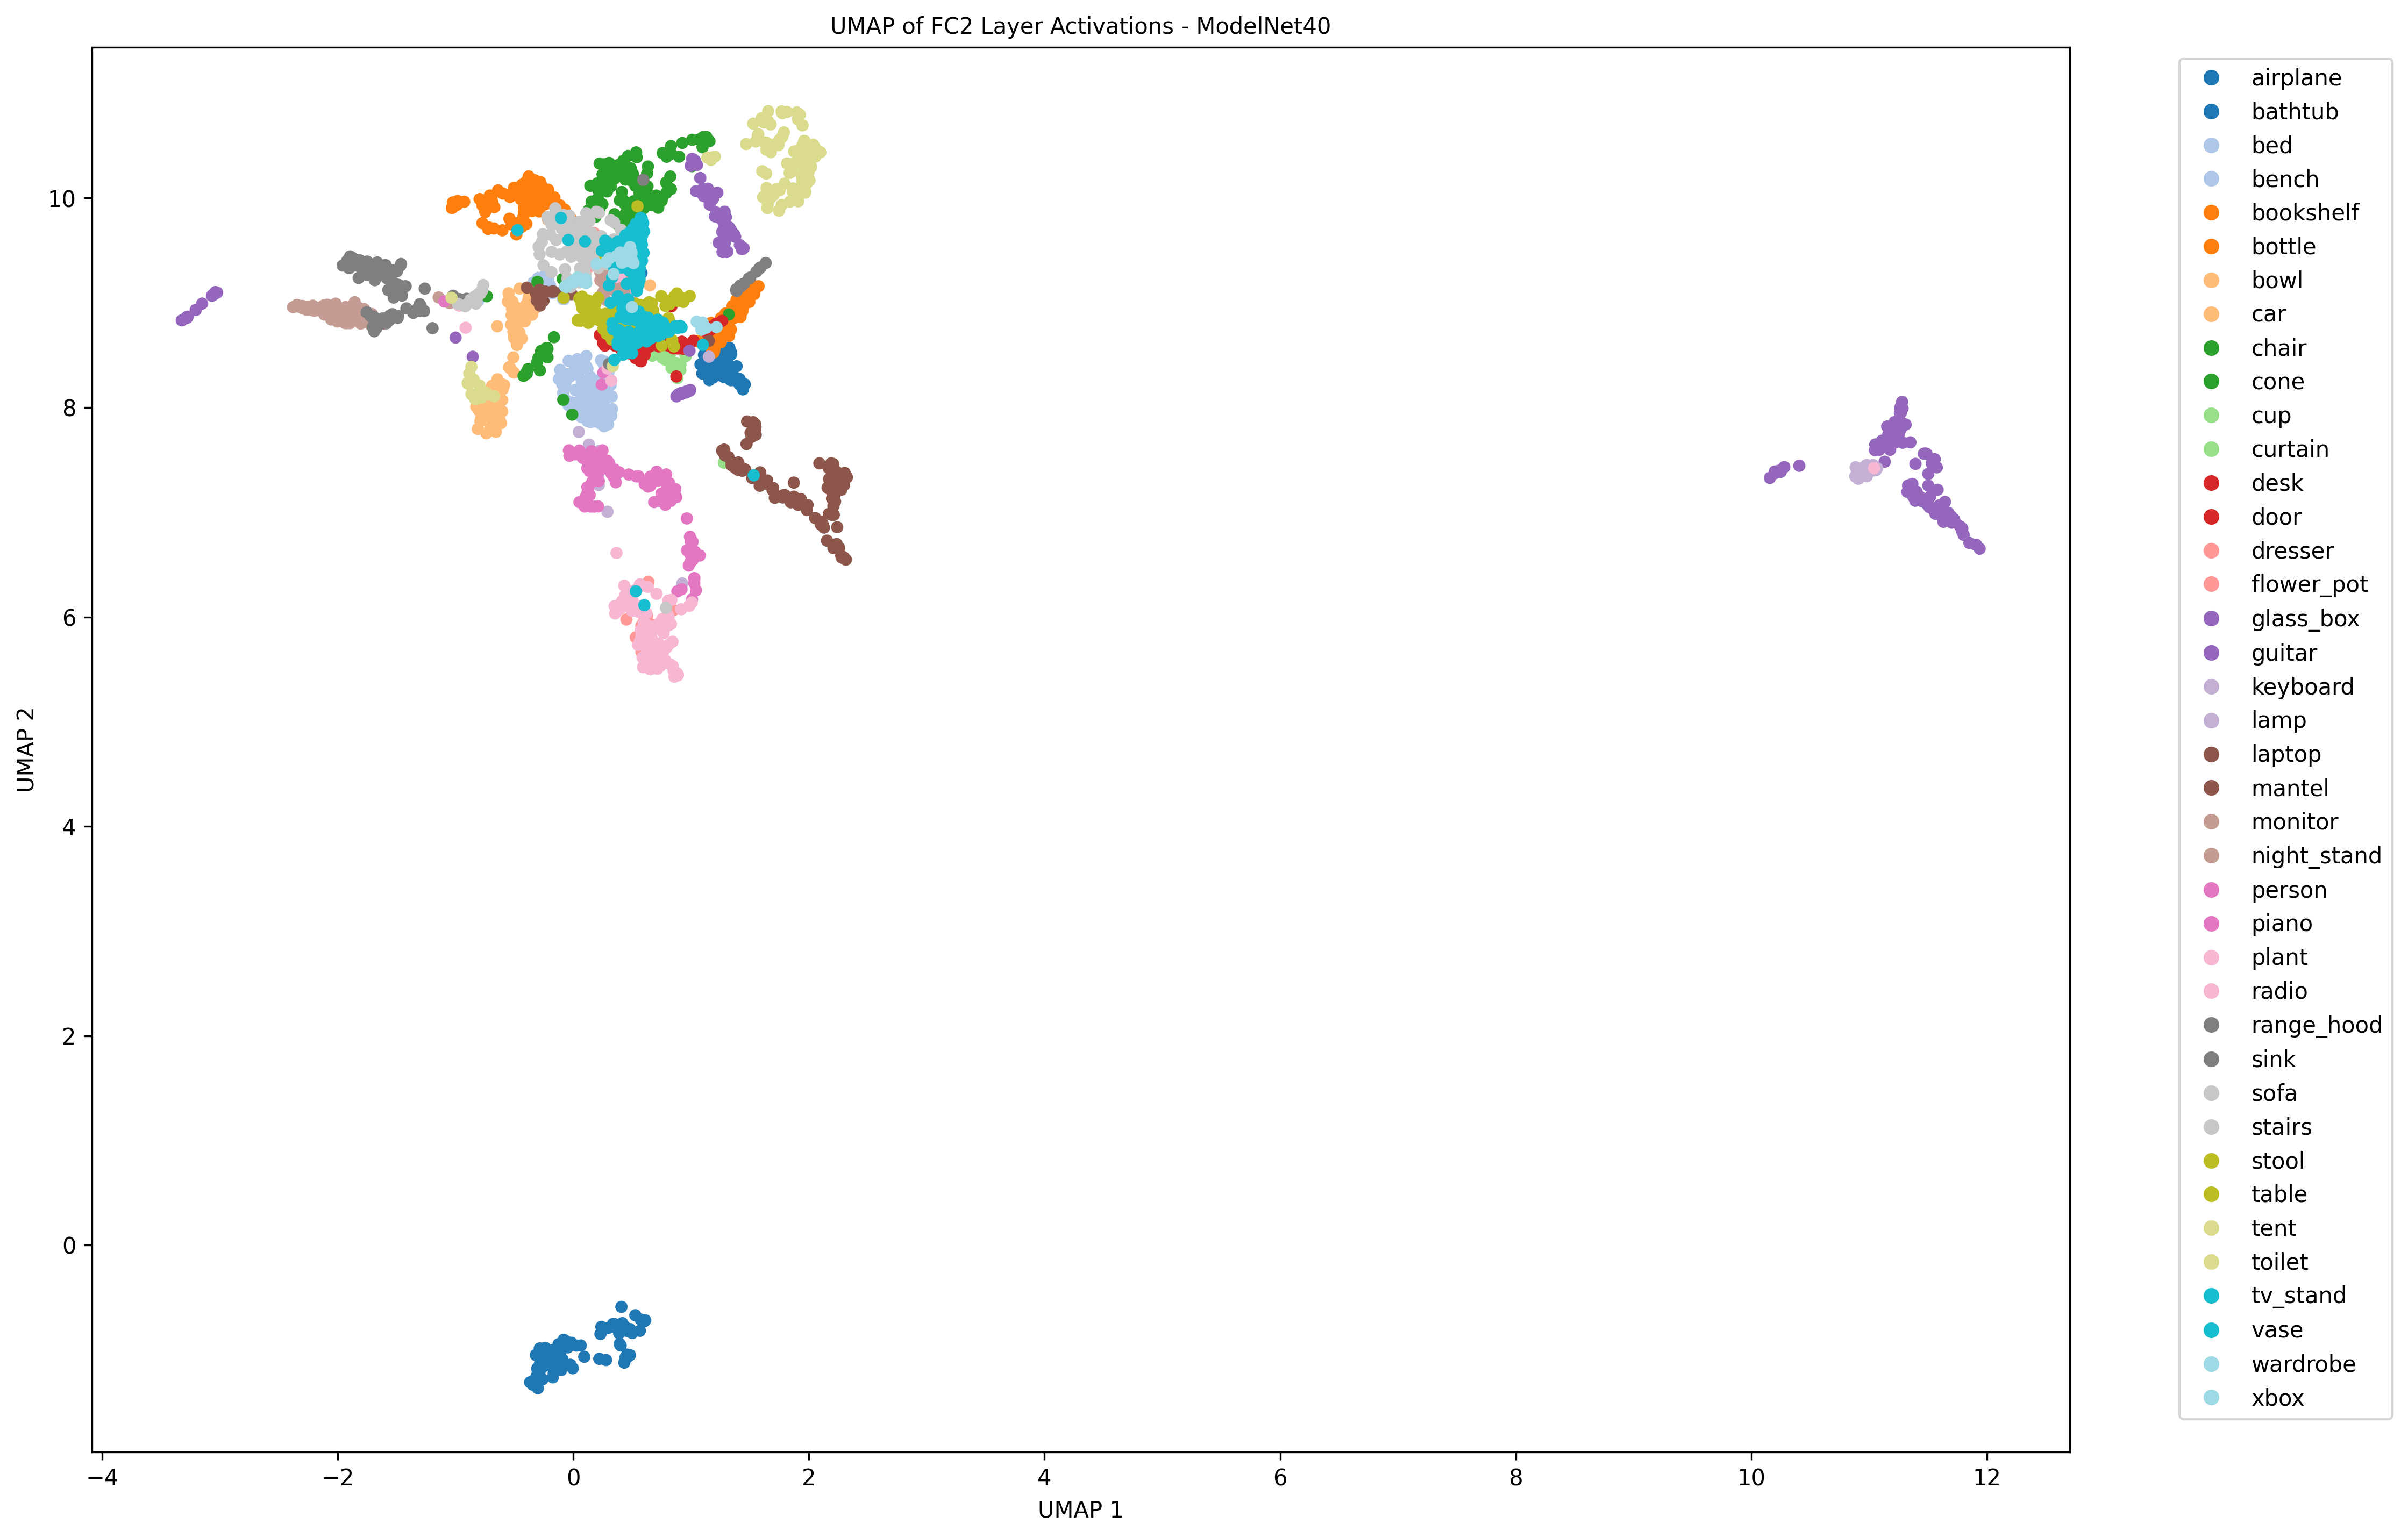 UMAP of FC2 Layer Activations - ModelNet40
10
8
6
4
2
0
UMAP 2
−4
−2
0
2
4
6
8
10
12
UMAP 1
airplane
bathtub
bed
bench
bookshelf
bottle
bowl
car
chair
cone
cup
curtain
desk
door
dresser
flower_pot
glass_box
guitar
keyboard
lamp
laptop
mantel
monitor
night_stand
person
piano
plant
radio
range_hood
sink
sofa
stairs
stool
table
tent
toilet
tv_stand
vase
wardrobe
xbox